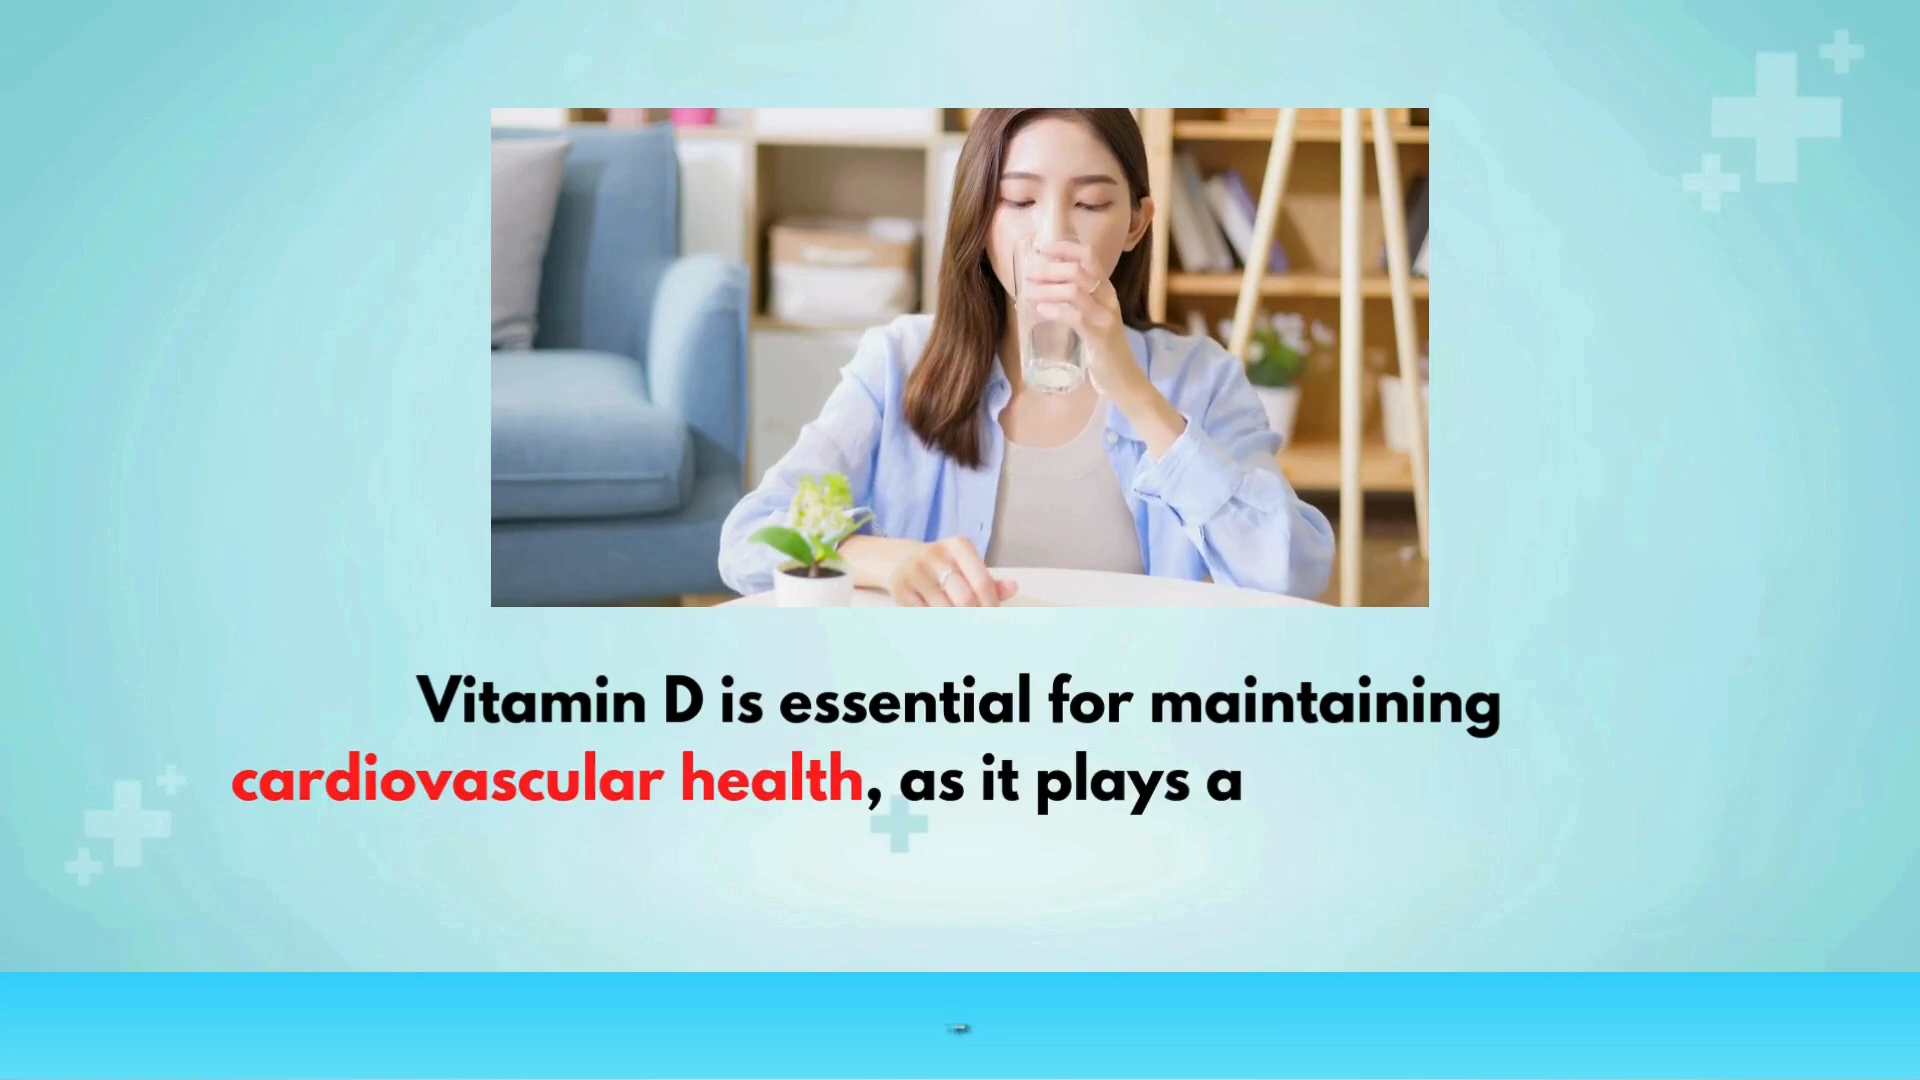 Vitamin D is essential for maintaining
cardiovascular health, as it plays a